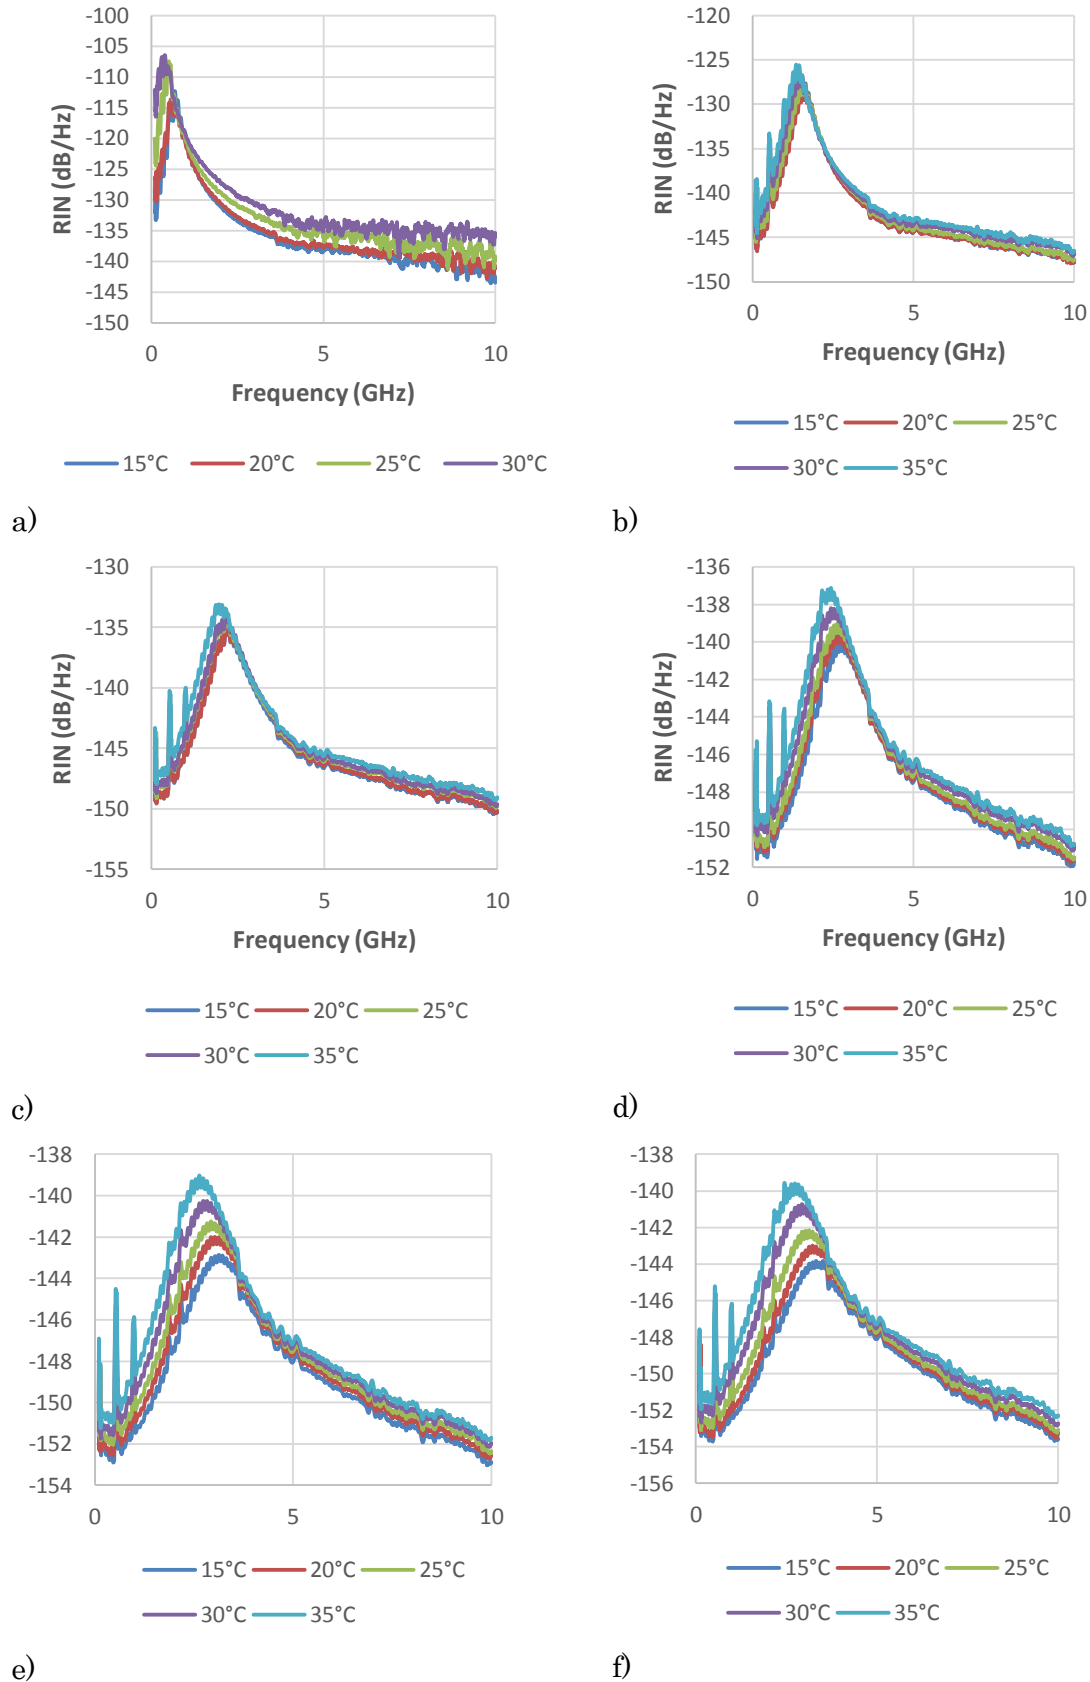 -100
-105
-110
-115
-120
-125
-130
-135
-140
-145
-150
RIN (dB/Hz)
0
5
10
Frequency (GHz)
15°C
20°C
25°C
30°C
a)
-120
-125
-130
-135
-140
-145
-150
RIN (dB/Hz)
0
5
10
Frequency (GHz)
15°C
20°C
25°C
30°C
35°C
b)
-130
-135
-140
-145
-150
-155
RIN (dB/Hz)
0
5
10
Frequency (GHz)
15°C
20°C
25°C
30°C
35°C
c)
-136
-138
-140
-142
-144
-146
-148
-150
-152
RIN (dB/Hz)
0
5
10
Frequency (GHz)
15°C
20°C
25°C
30°C
35°C
d)
-138
-140
-142
-144
-146
-148
-150
-152
-154
0
5
10
15°C
20°C
25°C
30°C
35°C
e)
-138
-140
-142
-144
-146
-148
-150
-152
-154
-156
0
5
10
15°C
20°C
25°C
30°C
35°C
f)